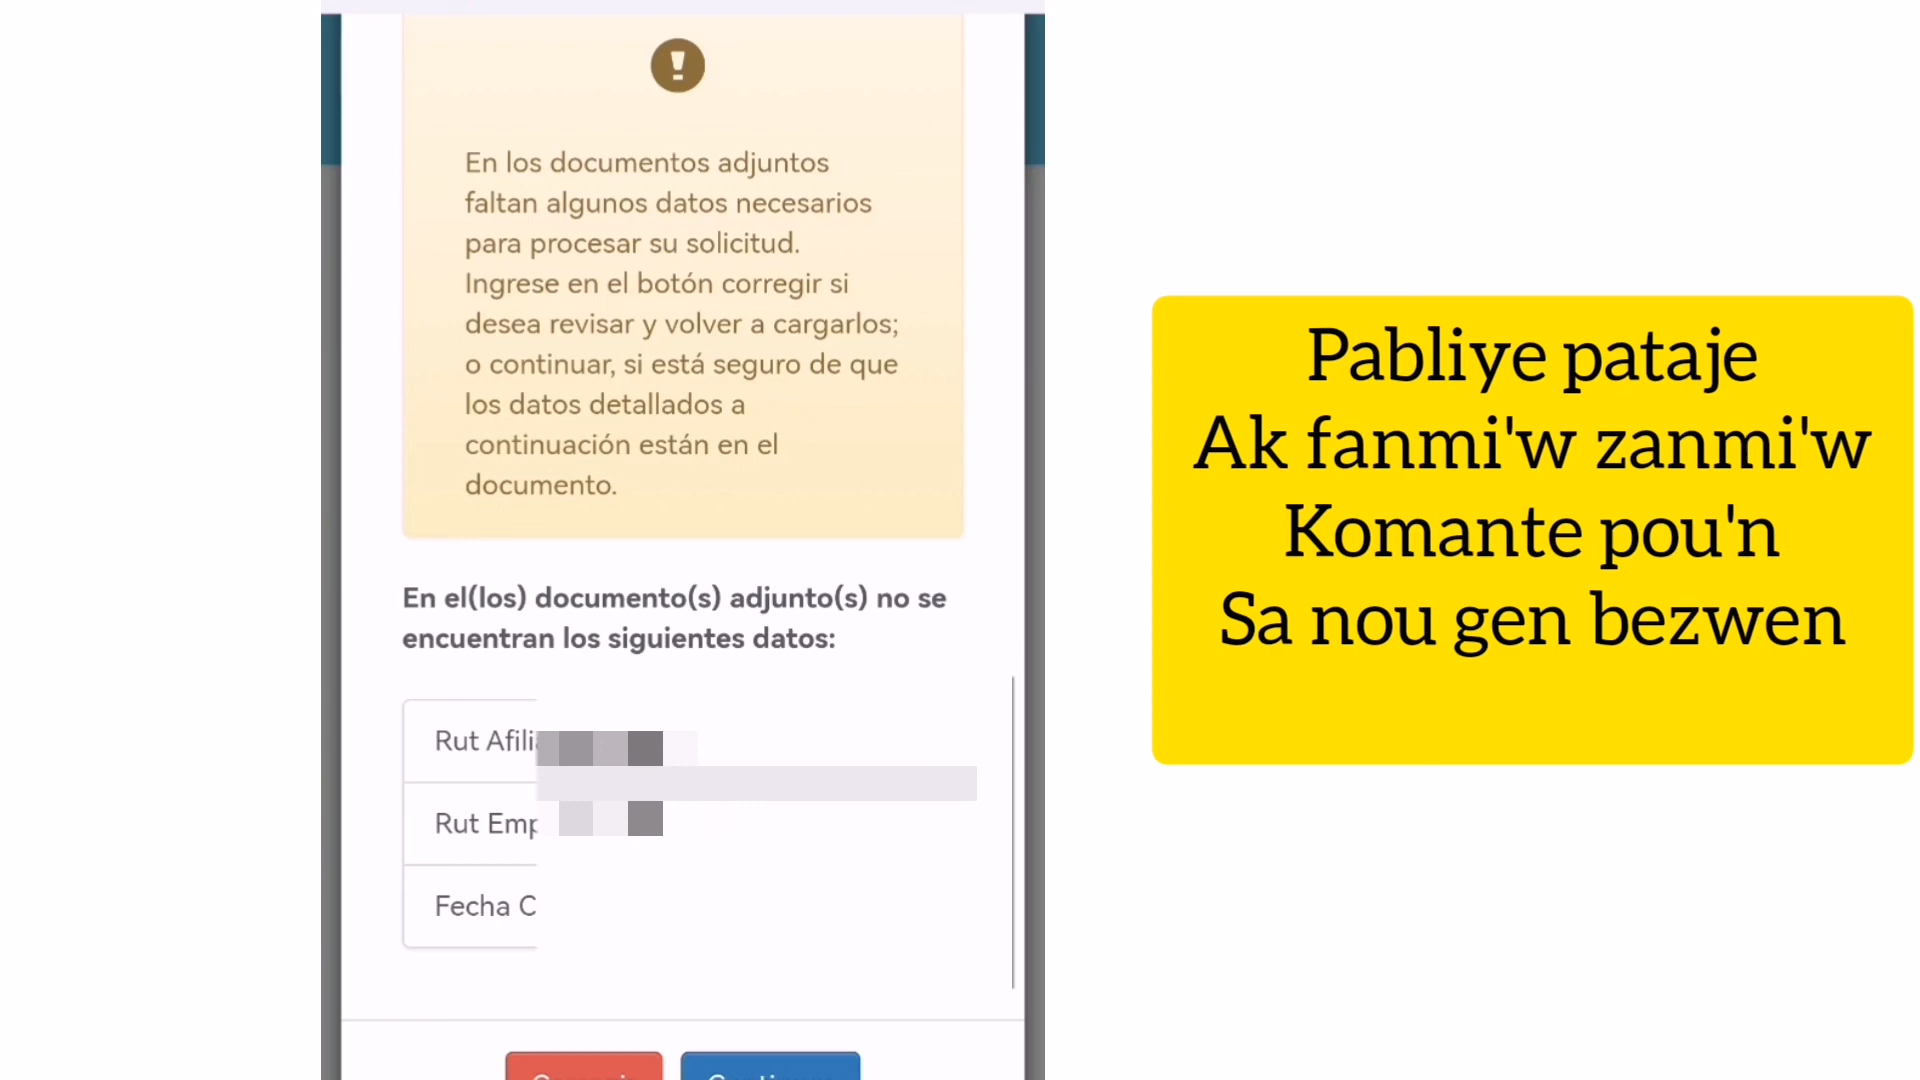 En los documentos adjuntos
faltan algunos datos necesarios
para procesar su solicitud.
Ingrese en el botón corregir si
desea revisar y volver a cargarlos;
o continuar, si está seguro de que
los datos detallados a
continuación están en el
documento.
En el(los) documento(s) adjunto(s) no se
encuentran los siguientes datos:
Rut
Rut
Fecha
Pabliye pataje
Ak fanmi'w zanmi'w
Komante pou'n
Sa nou gen bezwen